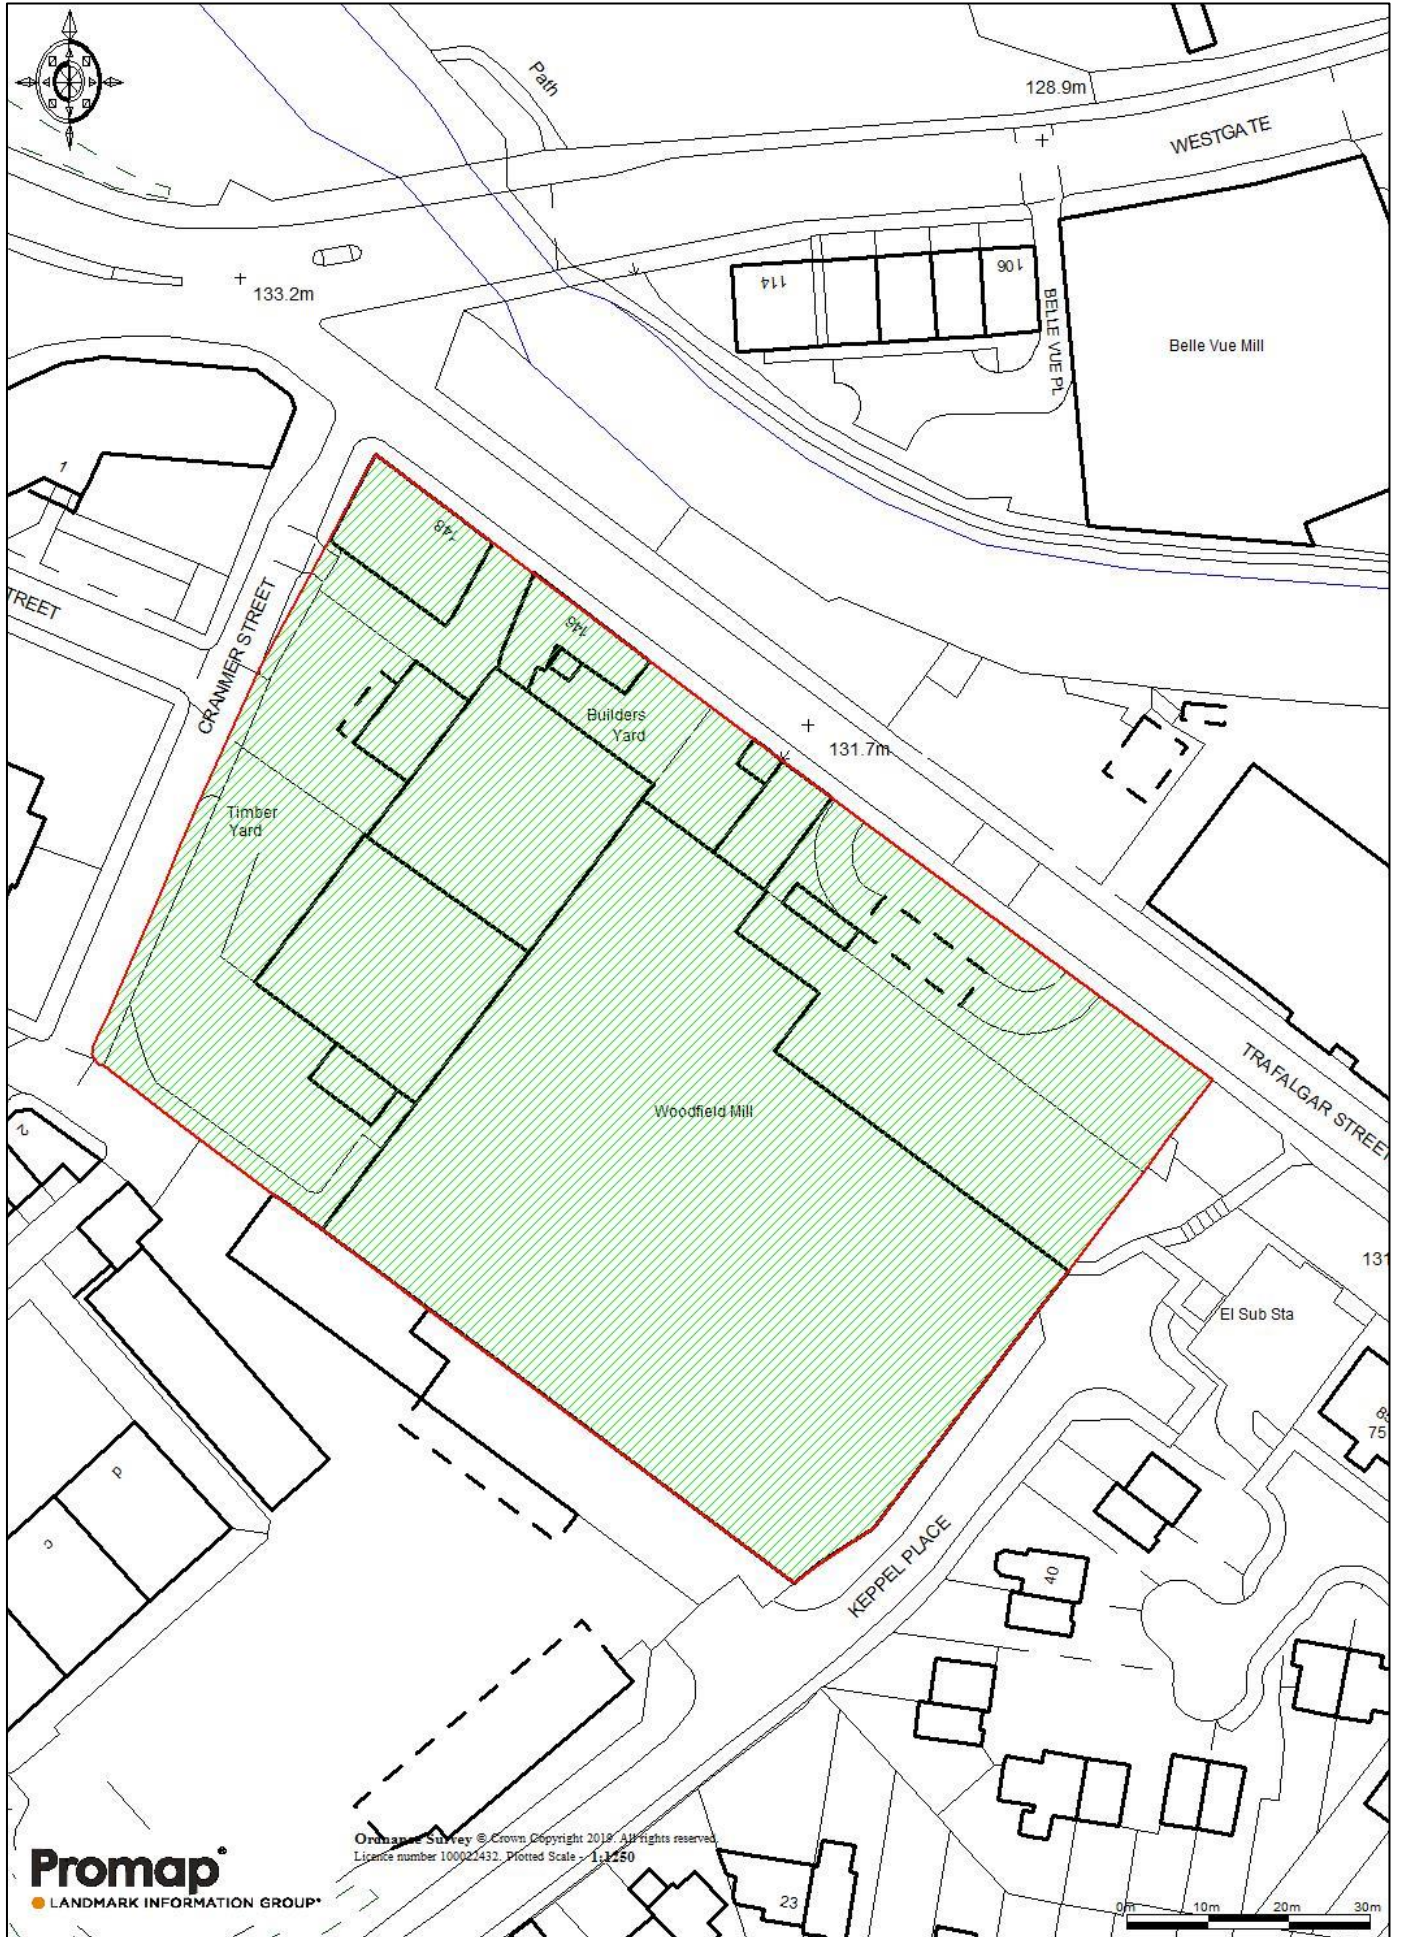 Path
128.9m
WESTGATE
133.2m
114
106
BELLE VUE PL
Belle Vue Mill
1
148
TREET
CRANMER STREET
146
Builders
Yard
131.7m
Timber
Yard
Woodfield Mill
TRAFALGAR STREET
2
131
El Sub Sta
75
d
c
40
KEPPEL PLACE
Promap®
LANDMARK INFORMATION GROUP®
Ordnance Survey © Crown Copyright 2019. All rights reserved.
Licence number 100022432. Plotted Scale - 1:1250
23
0m 10m 20m 30m